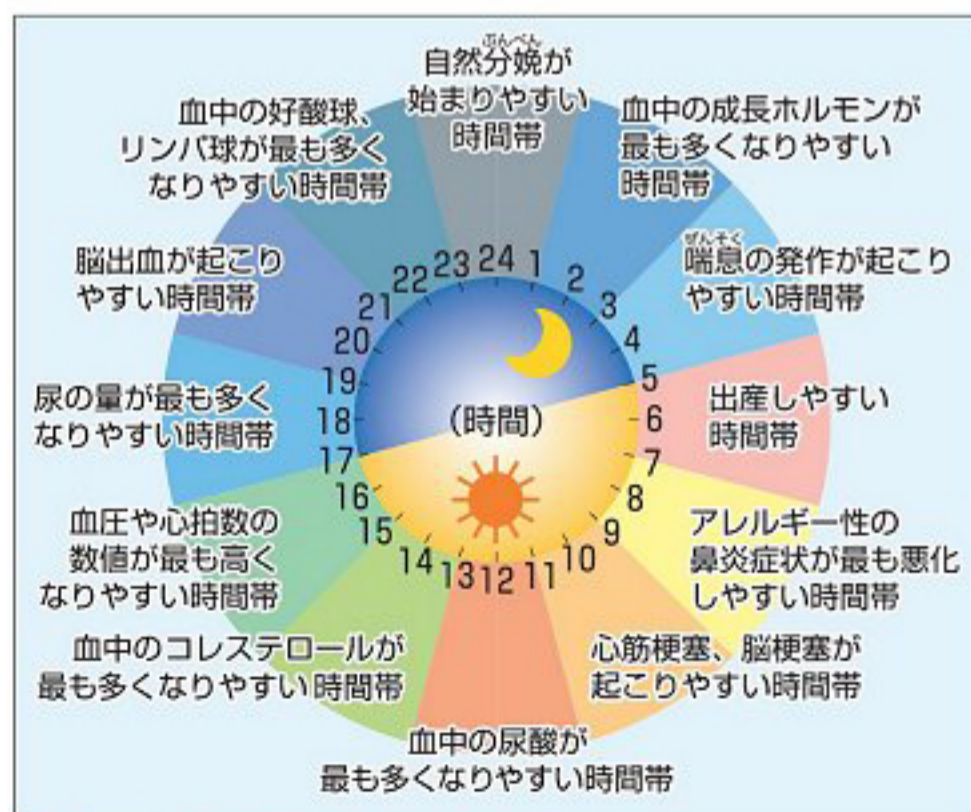 ぶんべん
自然分娩が
始まりやすい
時間帯
血中の成長ホルモンが
最も多くなりやすい
時間帯
ぜんそく
喘息の発作が起こり
やすい時間帯
出産しやすい
時間帯
アレルギー性の
鼻炎症状が最も悪化
しやすい時間帯
心筋梗塞、脳梗塞が
起こりやすい時間帯
血中の尿酸が
最も多くなりやすい時間帯
血中のコレステロールが
最も多くなりやすい時間帯
血圧や心拍数の
数値が最も高く
なりやすい時間帯
尿の量が最も多く
なりやすい時間帯
脳出血が起こり
やすい時間帯
血中の好酸球、
リンパ球が最も多く
なりやすい時間帯
24
1
2
3
4
5
6
7
8
9
10
11
12
13
14
15
16
17
18
19
20
21
22
23
(時間)